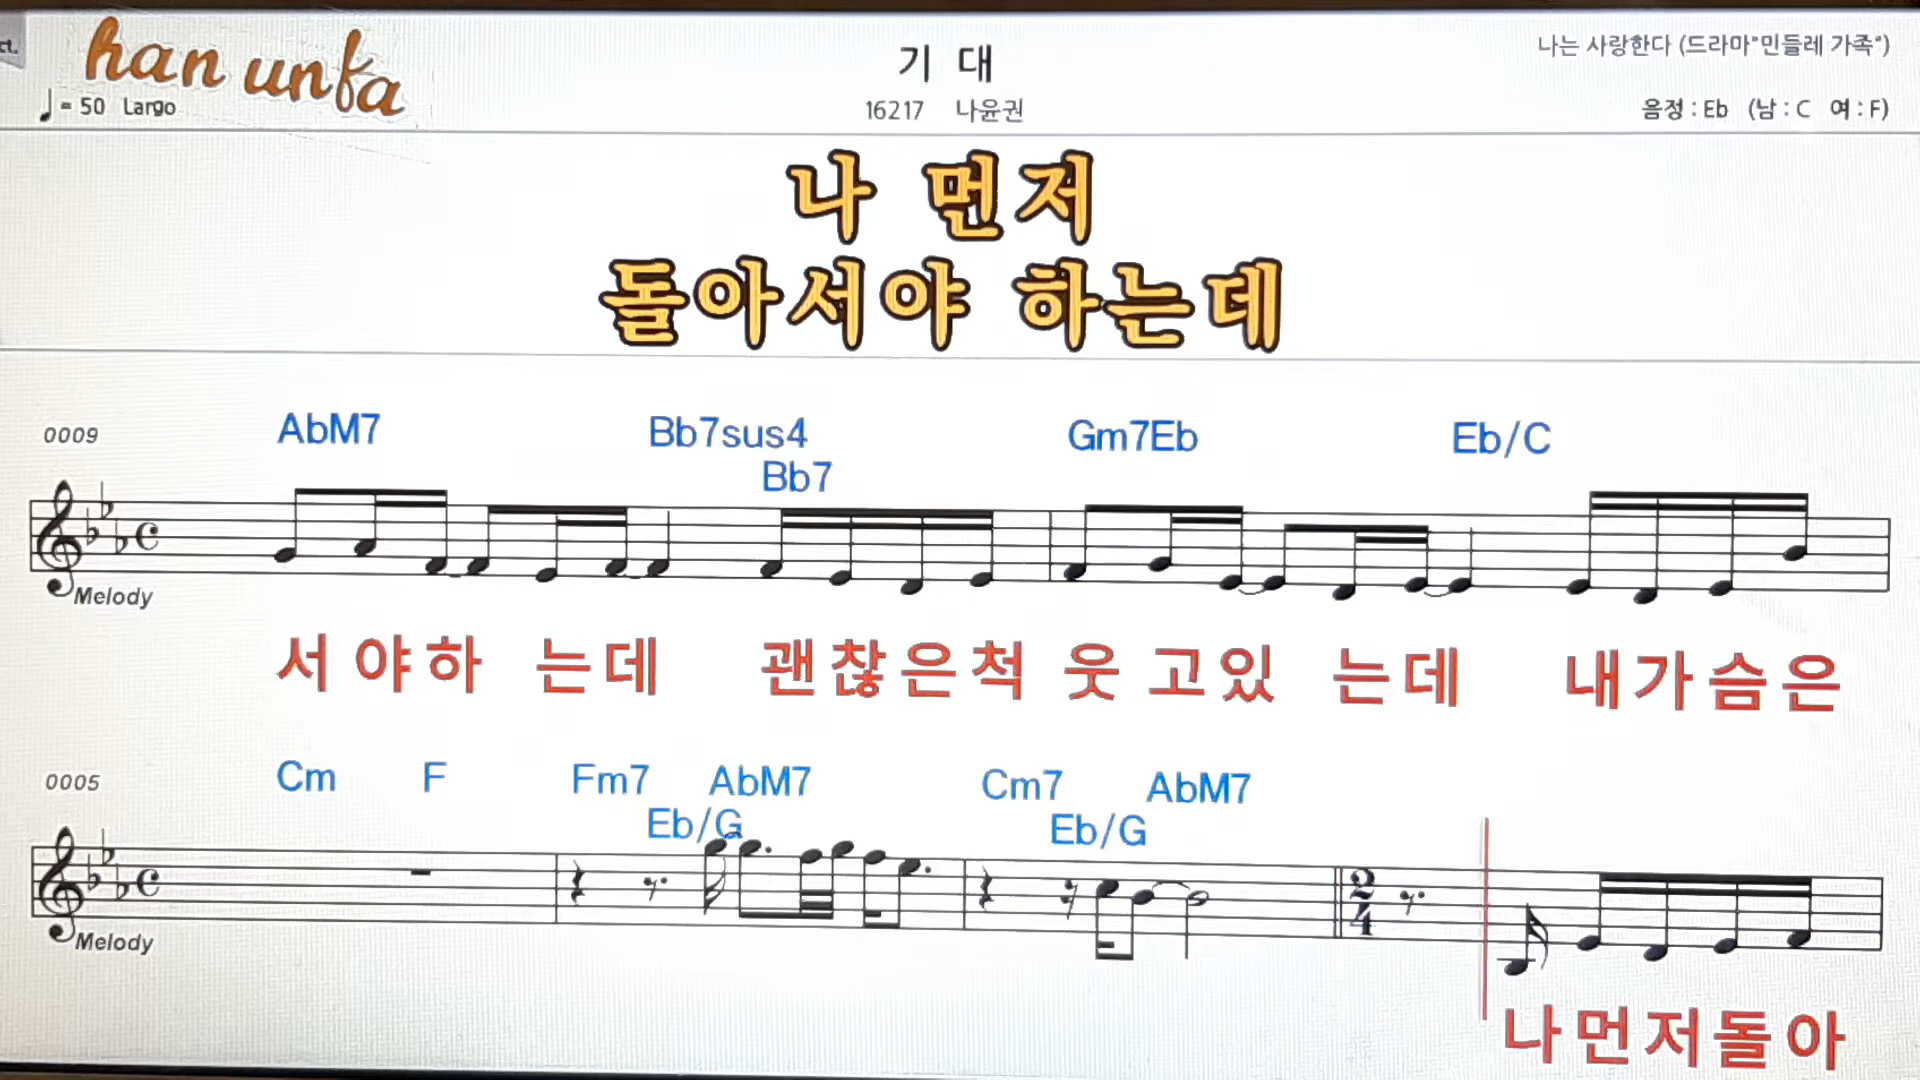 ct.
han unfa
나는 사랑한다 (드라마"민들레 가족")
기 대
♩= 50 Largo
16217 나윤권
음정 : Eb (남 : C 여 : F)
나 먼저
돌아서야 하는데
0009
AbM7 Bb7sus4 Gm7Eb Eb/C
Bb7
Melody
서 야 하 는 데 괜 찮 은 척 웃 고 있 는 데 내 가 슴 은
0005
Cm F Fm7 AbM7 Cm7 AbM7
Eb/G Eb/G
2
4
Melody
나 먼 저 돌 아